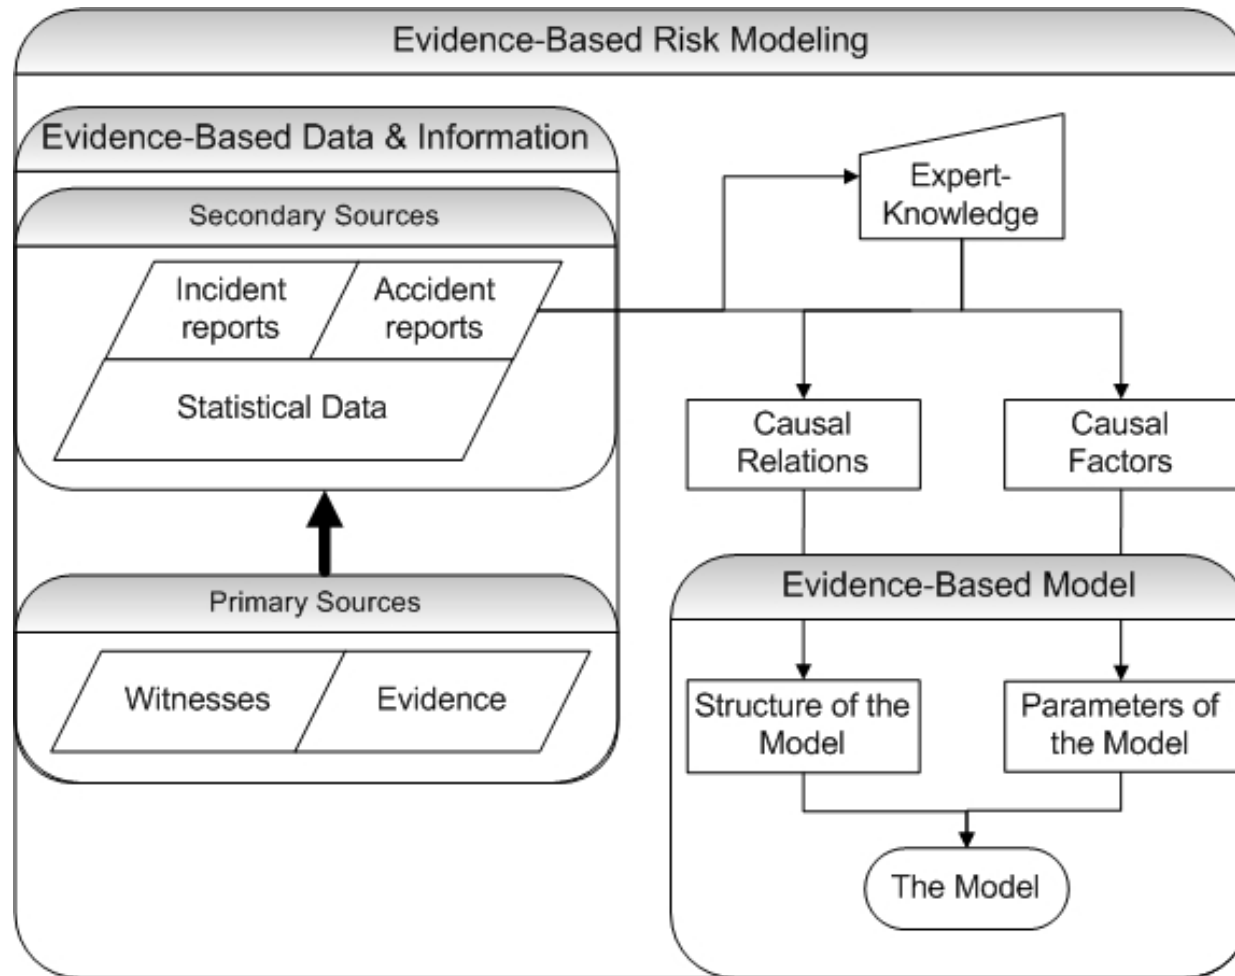 Evidence-Based Risk Modeling
Evidence-Based Data & Information
Secondary Sources
Incident
reports
Accident
reports
Statistical Data
Primary Sources
Witnesses
Evidence
Expert-
Knowledge
Causal
Relations
Causal
Factors
Evidence-Based Model
Structure of the
Model
Parameters of
the Model
The Model